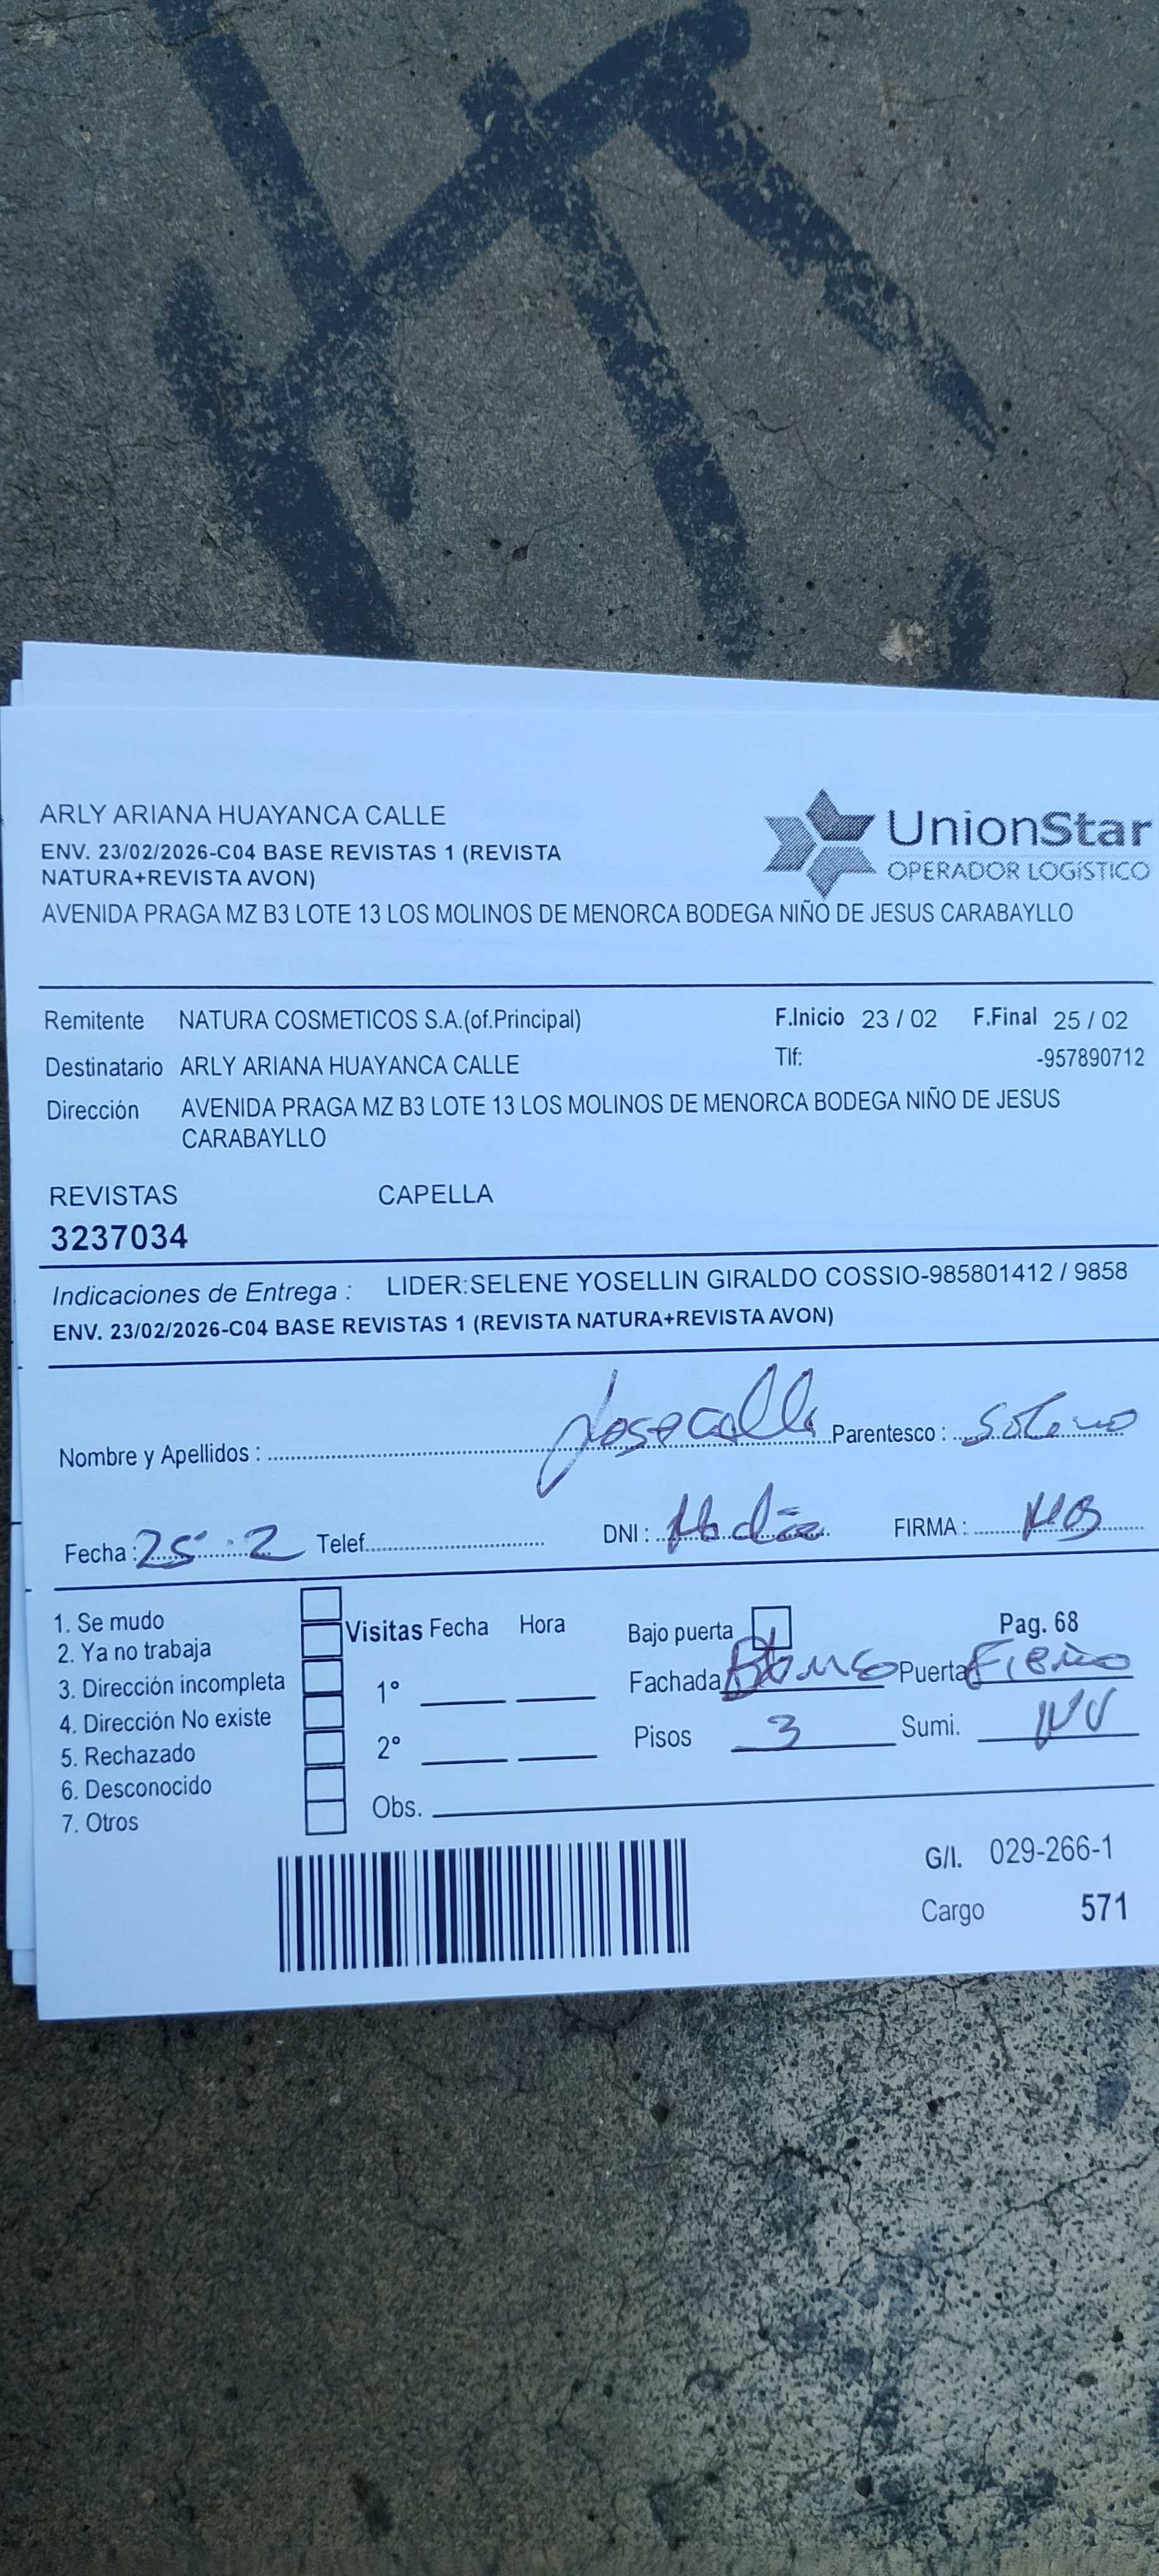 ARLY ARIANA HUAYANCA CALLE
UnionStar
OPERADOR LOGÍSTICO
ENV. 23/02/2026-C04 BASE REVISTAS 1 (REVISTA
NATURA+REVISTA AVON)
AVENIDA PRAGA MZ B3 LOTE 13 LOS MOLINOS DE MENORCA BODEGA NIÑO DE JESUS CARABAYLLO
Remitente NATURA COSMETICOS S.A.(of.Principal) F.Inicio 23 / 02 F.Final 25 / 02
Destinatario ARLY ARIANA HUAYANCA CALLE Tlf: -957890712
Dirección AVENIDA PRAGA MZ B3 LOTE 13 LOS MOLINOS DE MENORCA BODEGA NIÑO DE JESUS
CARABAYLLO
REVISTAS CAPELLA
3237034
Indicaciones de Entrega : LIDER:SELENE YOSELLIN GIRALDO COSSIO-985801412 / 9858
ENV. 23/02/2026-C04 BASE REVISTAS 1 (REVISTA NATURA+REVISTA AVON)
Nombre y Apellidos : Jose Calle Parentesco :
Fecha : 25 2 Telef. DNI : FIRMA :
1. Se mudo
2. Ya no trabaja
3. Dirección incompleta
4. Dirección No existe
5. Rechazado
6. Desconocido
7. Otros
Visitas Fecha Hora
1°
2°
Obs.
Bajo puerta Pag. 68
Fachada Blanco Puerta Fierro
Pisos 3 Sumi.
G/I. 029-266-1
Cargo 571